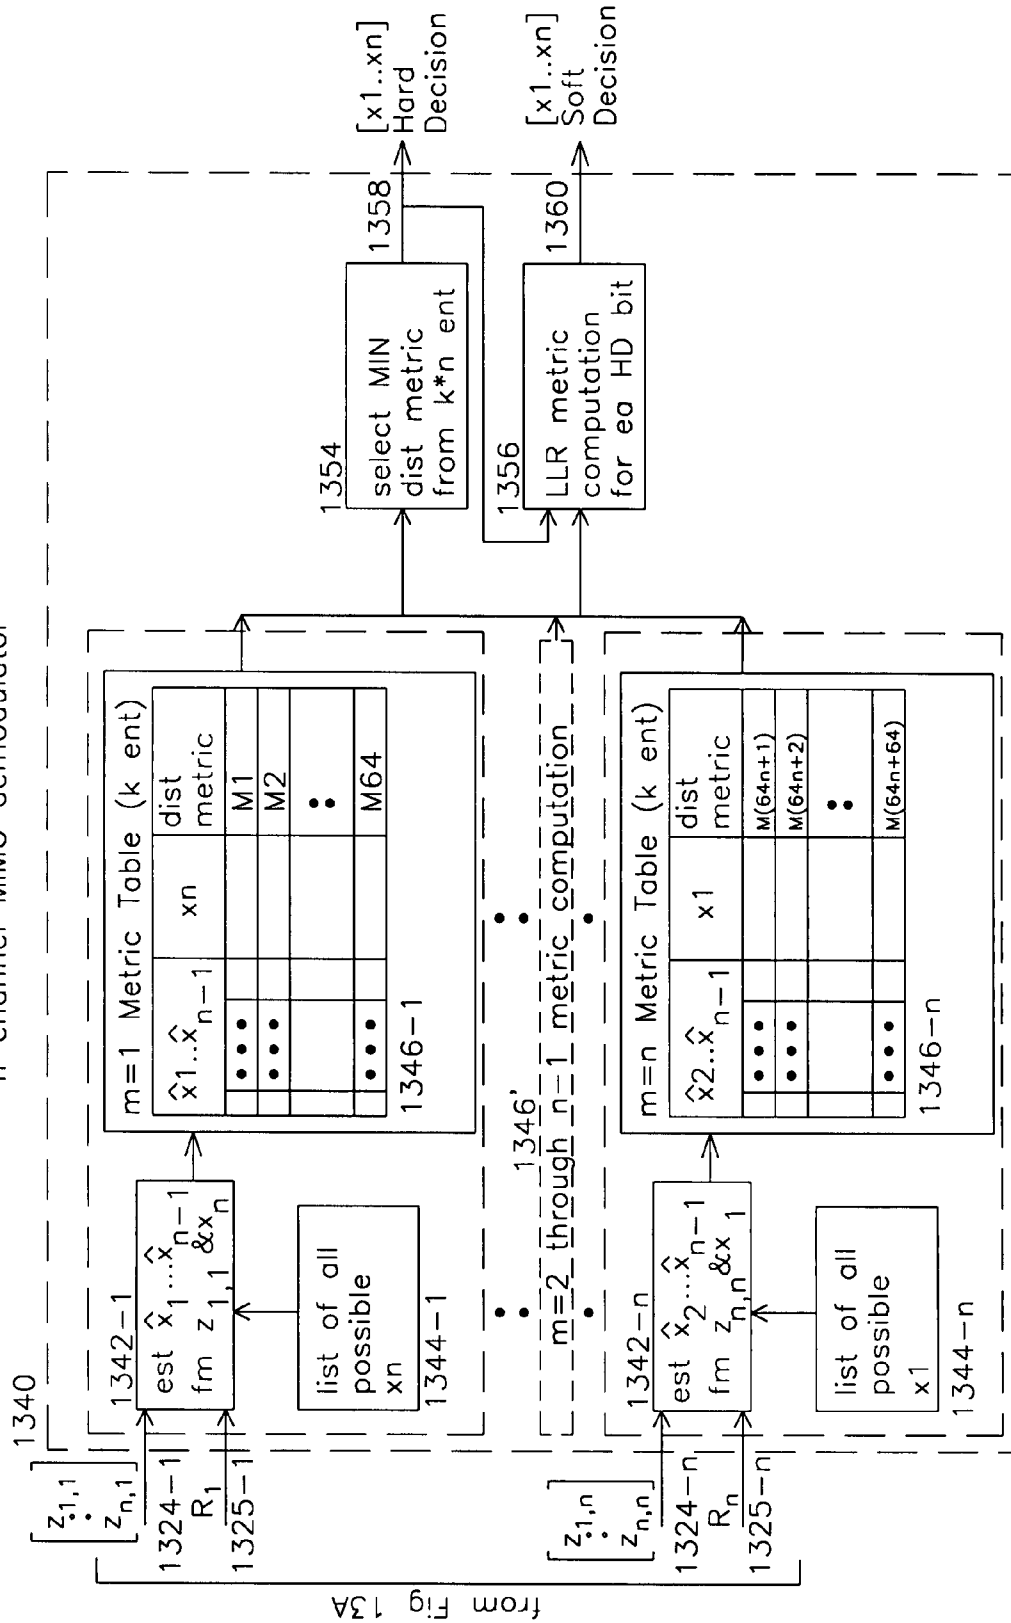 n-channel MIMO demodulator
1340
[z1,1 : zn,1]
1324-1
R1
1325-1
1342-1
est x̂1...x̂n-1
fm z1,1 &xn
list of all
possible
xn
1344-1
m=1 Metric Table (k ent)
x̂1..x̂n-1
xn
dist
metric
M1
M2
M64
1346-1
1346'
m=2 through n-1 metric computation
from Fig 13A
[z1,n : zn,n]
1324-n
Rn
1325-n
1342-n
est x̂2...x̂n-1
fm zn,n &x1
list of all
possible
x1
1344-n
m=n Metric Table (k ent)
x̂2..x̂n-1
x1
dist
metric
M(64n+1)
M(64n+2)
M(64n+64)
1346-n
1354
select MIN
dist metric
from k*n ent
1358
[x1..xn]
Hard
Decision
1356
LLR metric
computation
for ea HD bit
1360
[x1..xn]
Soft
Decision